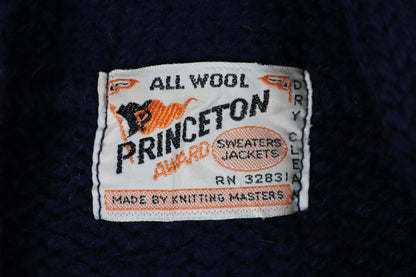 ALL WOOL
P
PRINCETON
AWARD
SWEATERS
JACKETS
RN 32831
MADE BY KNITTING MASTERS
DRY CLEAN